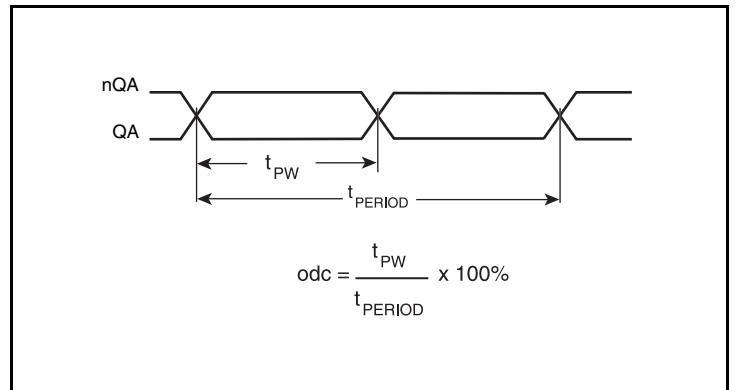 nQA
QA
tPW
tPERIOD
tPW
odc = x 100%
tPERIOD